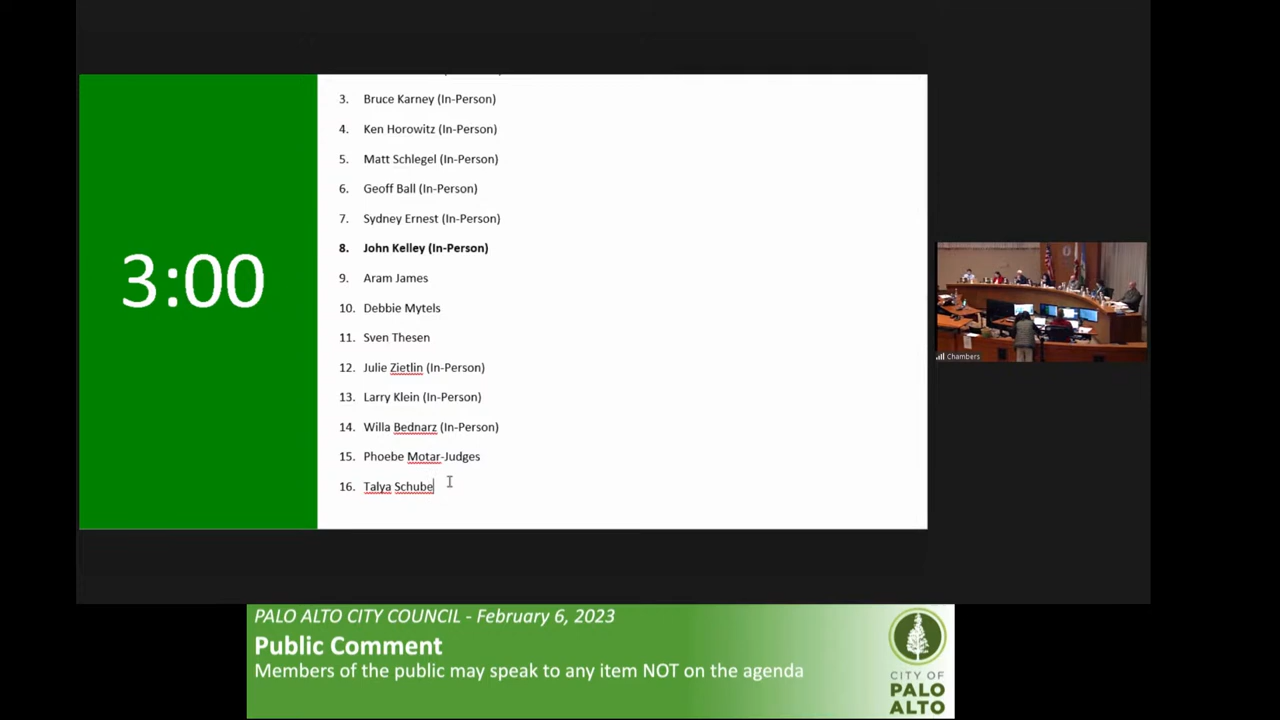 3:00
3. Bruce Karney (In-Person)
4. Ken Horowitz (In-Person)
5. Matt Schlegel (In-Person)
6. Geoff Ball (In-Person)
7. Sydney Ernest (In-Person)
8. John Kelley (In-Person)
9. Aram James
10. Debbie Mytels
11. Sven Thesen
12. Julie Zietlin (In-Person)
13. Larry Klein (In-Person)
14. Willa Bednarz (In-Person)
15. Phoebe Motar-Judges
16. Talya Schube
Chambers
PALO ALTO CITY COUNCIL - February 6, 2023
Public Comment
Members of the public may speak to any item NOT on the agenda
CITY OF
PALO
ALTO